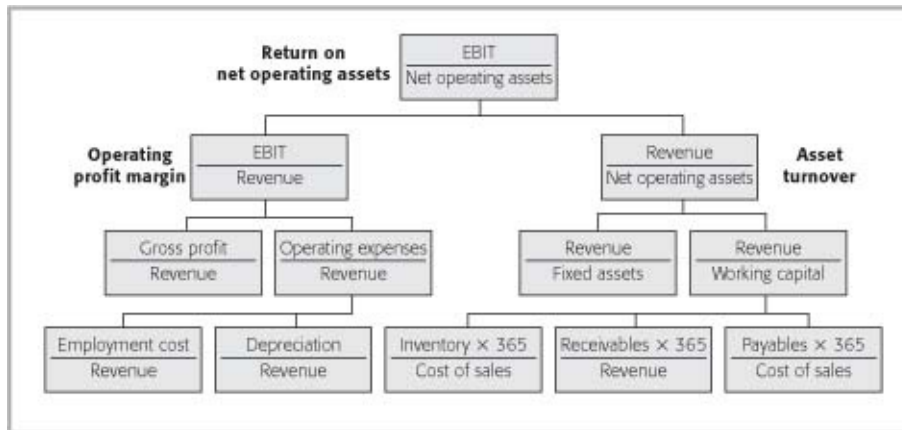 Return on
net operating assets
EBIT
Net operating assets
Operating
profit margin
EBIT
Revenue
Revenue
Net operating assets
Asset
turnover
Gross profit
Revenue
Operating expenses
Revenue
Revenue
Fixed assets
Revenue
Working capital
Employment cost
Revenue
Depreciation
Revenue
Inventory × 365
Cost of sales
Receivables × 365
Revenue
Payables × 365
Cost of sales